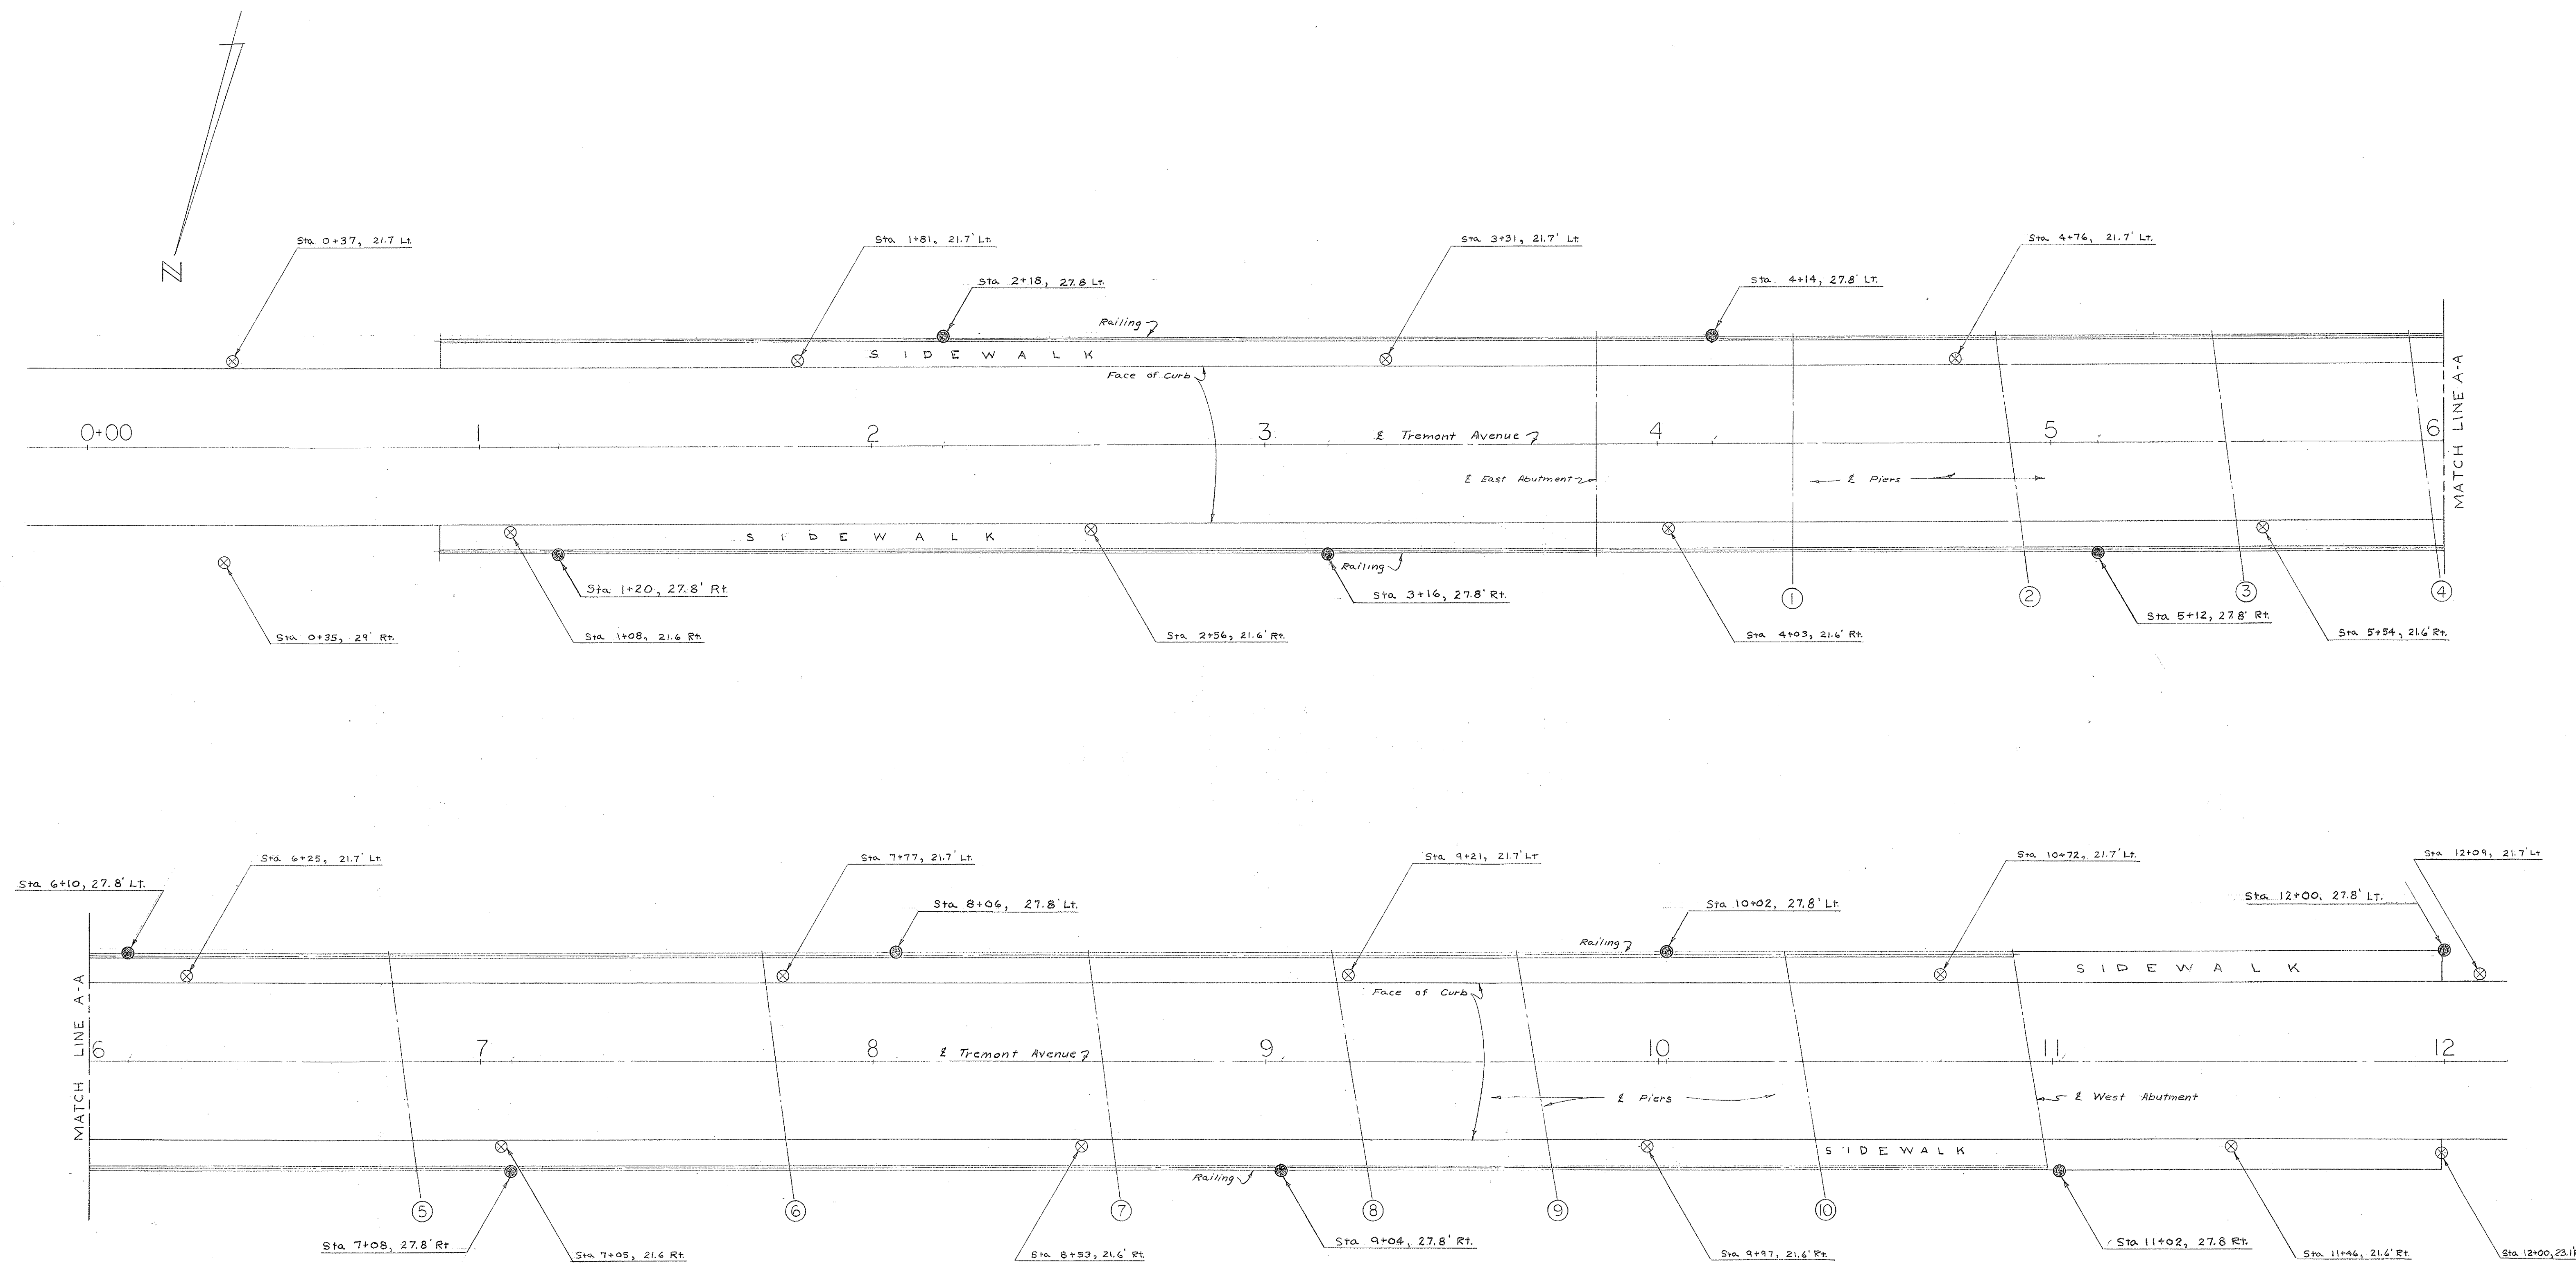 N
Sta 0+37, 21.7 Lt.
Sta 1+81, 21.7' Lt.
Sta 3+31, 21.7' Lt.
Sta 4+76, 21.7' Lt.
Sta 2+18, 27.8 Lt.
Sta 4+14, 27.8' Lt.
Railing
SIDEWALK
Face of Curb
0+00 1 2 3 ℄ Tremont Avenue 4 5 6
MATCH LINE A-A
℄ East Abutment
℄ Piers
SIDEWALK
Railing
Sta 1+20, 27.8' Rt.
Sta 3+16, 27.8' Rt.
1
2
3
4
Sta 5+12, 27.8' Rt.
Sta 0+35, 29' Rt.
Sta 1+08, 21.6 Rt.
Sta 2+56, 21.6' Rt.
Sta 4+03, 21.6' Rt.
Sta 5+54, 21.6' Rt.
Sta 6+25, 21.7' Lt.
Sta 7+77, 21.7' Lt.
Sta 9+21, 21.7' Lt
Sta 10+72, 21.7' Lt.
Sta 12+09, 21.7' Lt
Sta 6+10, 27.8' Lt.
Sta 8+06, 27.8' Lt.
Sta 10+02, 27.8' Lt.
Sta 12+00, 27.8' Lt.
Railing
SIDEWALK
Face of Curb
MATCH LINE A-A
6 7 8 ℄ Tremont Avenue 9 10 11 12
℄ Piers
℄ West Abutment
SIDEWALK
Railing
5
6
7
8
9
10
Sta 7+08, 27.8' Rt
Sta 7+05, 21.6 Rt.
Sta 8+53, 21.6' Rt.
Sta 9+04, 27.8' Rt.
Sta 9+97, 21.6' Rt.
Sta 11+02, 27.8 Rt.
Sta 11+46, 21.6' Rt.
Sta 12+00, 23.1'